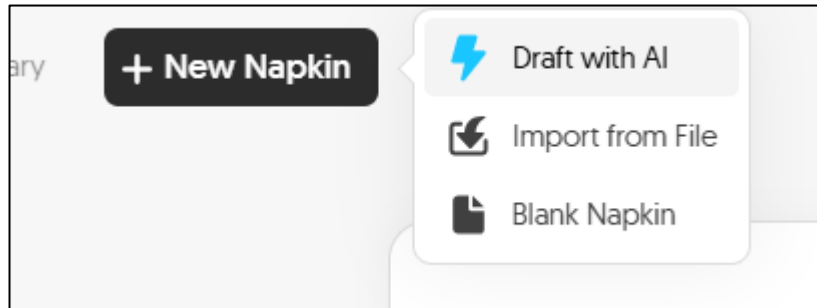 ary
+ New Napkin
Draft with AI
Import from File
Blank Napkin